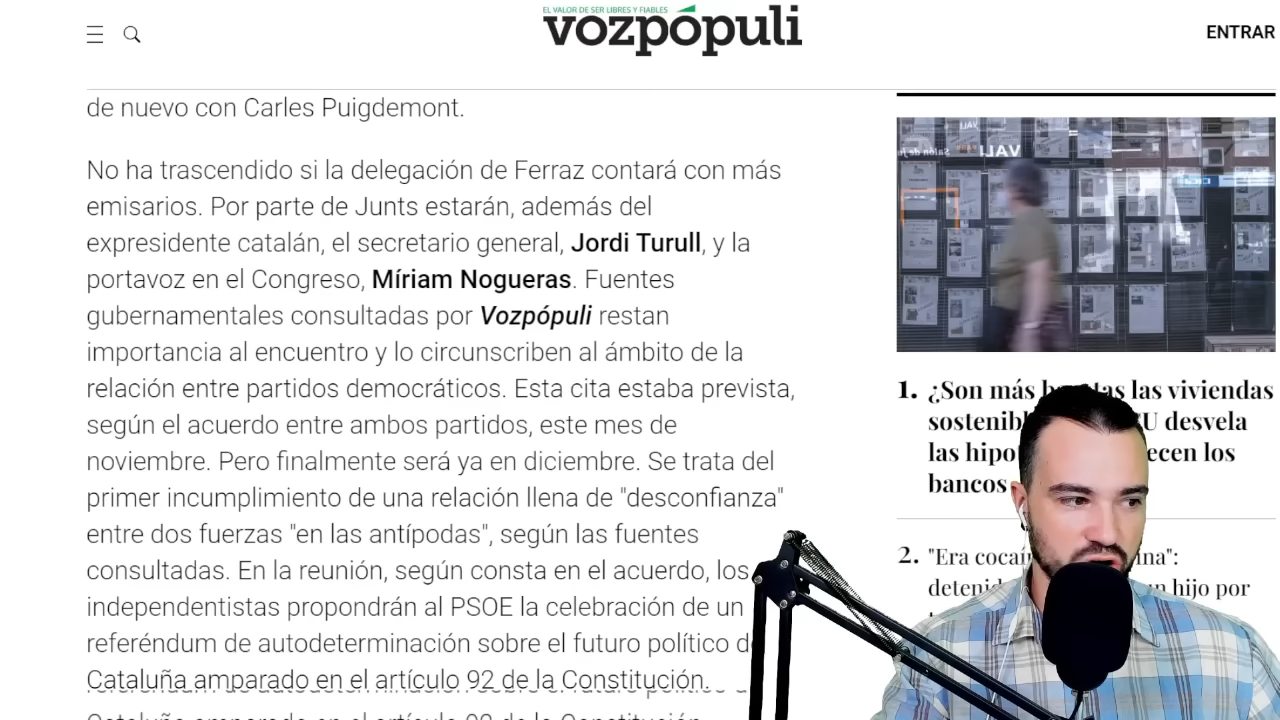 EL VALOR DE SER LIBRES Y FIABLES
vozpópuli
ENTRAR
de nuevo con Carles Puigdemont.
No ha trascendido si la delegación de Ferraz contará con más
emisarios. Por parte de Junts estarán, además del
expresidente catalán, el secretario general, Jordi Turull, y la
portavoz en el Congreso, Míriam Nogueras. Fuentes
gubernamentales consultadas por Vozpópuli restan
importancia al encuentro y lo circunscriben al ámbito de la
relación entre partidos democráticos. Esta cita estaba prevista,
según el acuerdo entre ambos partidos, este mes de
noviembre. Pero finalmente será ya en diciembre. Se trata del
primer incumplimiento de una relación llena de "desconfianza"
entre dos fuerzas "en las antípodas", según las fuentes
consultadas. En la reunión, según consta en el acuerdo, los
independentistas propondrán al PSOE la celebración de un
referéndum de autodeterminación sobre el futuro político
Cataluña amparado en el artículo 92 de la Constitución.
1. ¿Son más las viviendas
desvela
las ecen los
bancos
2. "Era
un hijo por